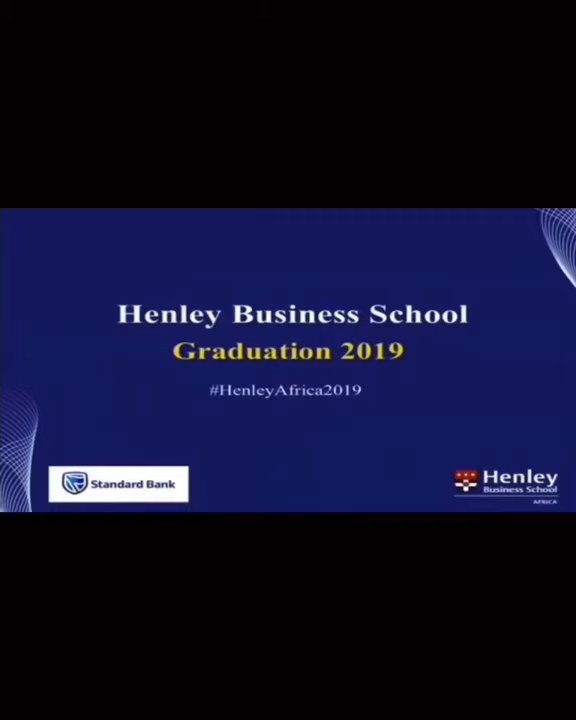 Henley Business School
Graduation 2019
#HenleyAfrica2019
Standard Bank
Henley
Business School
AFRICA